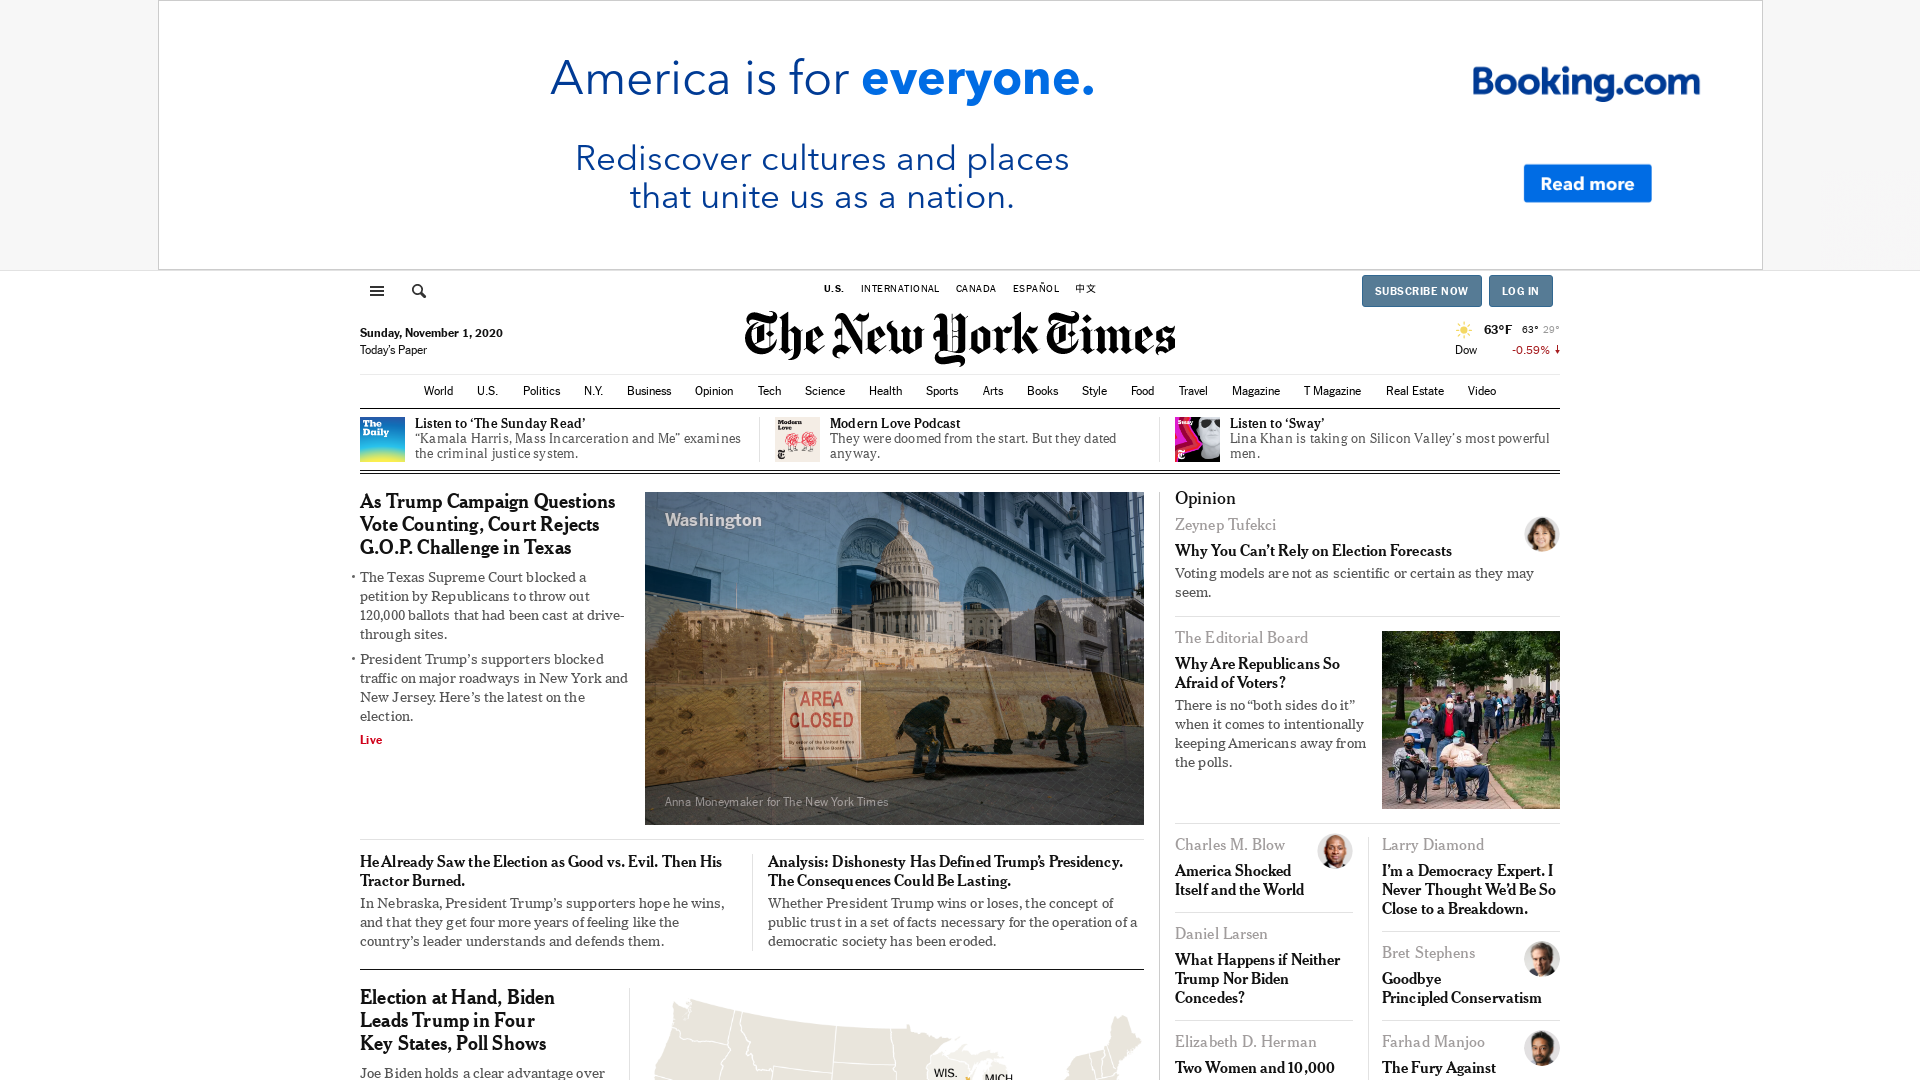 America is for everyone.
Rediscover cultures and places
that unite us as a nation.
Booking.com
Read more
U.S. INTERNATIONAL CANADA ESPAÑOL 中文
SUBSCRIBE NOW LOG IN
Sunday, November 1, 2020
Today's Paper
The New York Times
63°F 63° 29°
Dow -0.59% ↓
World U.S. Politics N.Y. Business Opinion Tech Science Health Sports Arts Books Style Food Travel Magazine T Magazine Real Estate Video
The
Daily
Listen to ‘The Sunday Read’
“Kamala Harris, Mass Incarceration and Me” examines
the criminal justice system.
Modern
Love
Modern Love Podcast
They were doomed from the start. But they dated
anyway.
Sway
Listen to ‘Sway’
Lina Khan is taking on Silicon Valley’s most powerful
men.
As Trump Campaign Questions
Vote Counting, Court Rejects
G.O.P. Challenge in Texas
• The Texas Supreme Court blocked a
petition by Republicans to throw out
120,000 ballots that had been cast at drive-
through sites.
• President Trump’s supporters blocked
traffic on major roadways in New York and
New Jersey. Here’s the latest on the
election.
Live
Washington
AREA
CLOSED
By order of the United States
Capitol Police Board
Anna Moneymaker for The New York Times
He Already Saw the Election as Good vs. Evil. Then His
Tractor Burned.
In Nebraska, President Trump’s supporters hope he wins,
and that they get four more years of feeling like the
country’s leader understands and defends them.
Analysis: Dishonesty Has Defined Trump’s Presidency.
The Consequences Could Be Lasting.
Whether President Trump wins or loses, the concept of
public trust in a set of facts necessary for the operation of a
democratic society has been eroded.
Election at Hand, Biden
Leads Trump in Four
Key States, Poll Shows
Joe Biden holds a clear advantage over
WIS.
MICH.
Opinion
Zeynep Tufekci
Why You Can’t Rely on Election Forecasts
Voting models are not as scientific or certain as they may
seem.
The Editorial Board
Why Are Republicans So
Afraid of Voters?
There is no “both sides do it”
when it comes to intentionally
keeping Americans away from
the polls.
Charles M. Blow
America Shocked
Itself and the World
Daniel Larsen
What Happens if Neither
Trump Nor Biden
Concedes?
Elizabeth D. Herman
Two Women and 10,000
Larry Diamond
I’m a Democracy Expert. I
Never Thought We’d Be So
Close to a Breakdown.
Bret Stephens
Goodbye
Principled Conservatism
Farhad Manjoo
The Fury Against